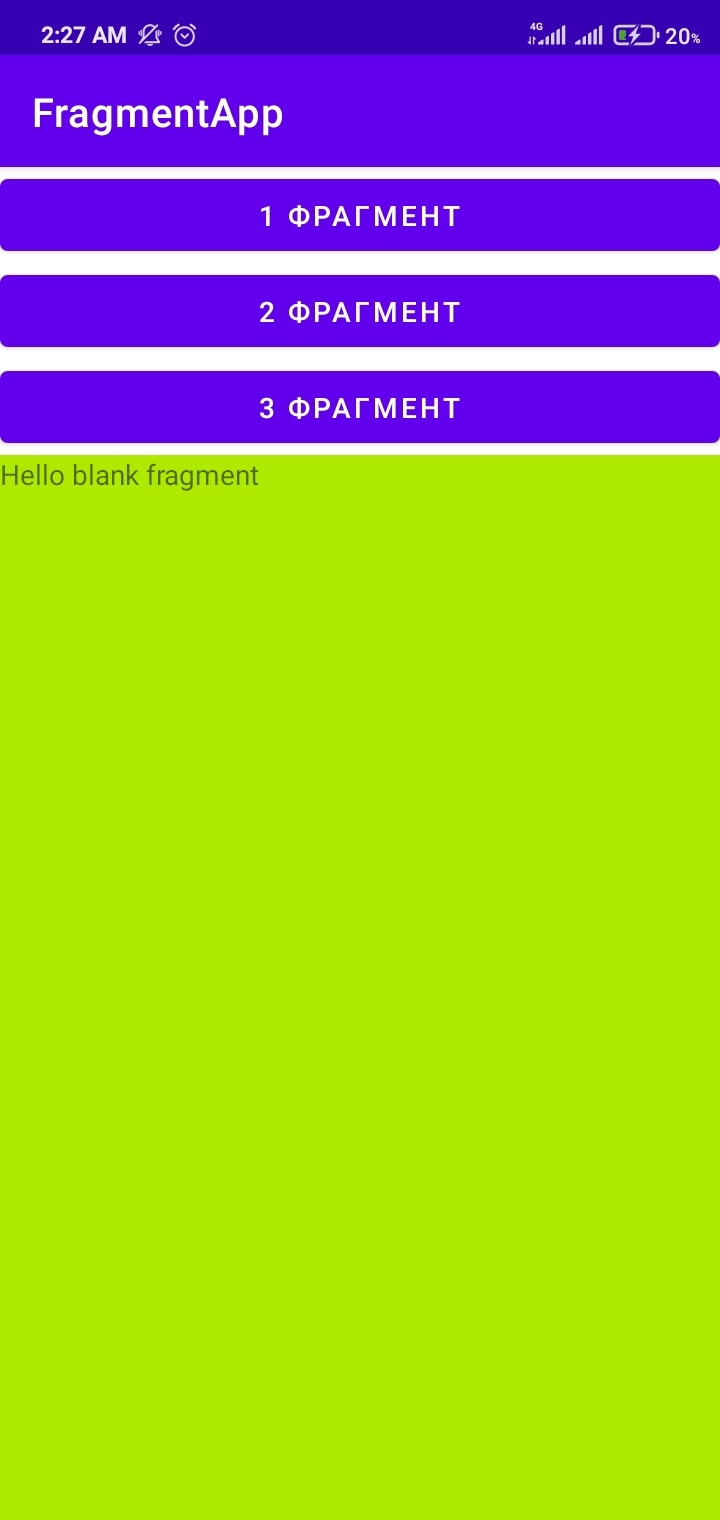 2:27 AM 4G 20%
FragmentApp
1 ФРАГМЕНТ
2 ФРАГМЕНТ
3 ФРАГМЕНТ
Hello blank fragment